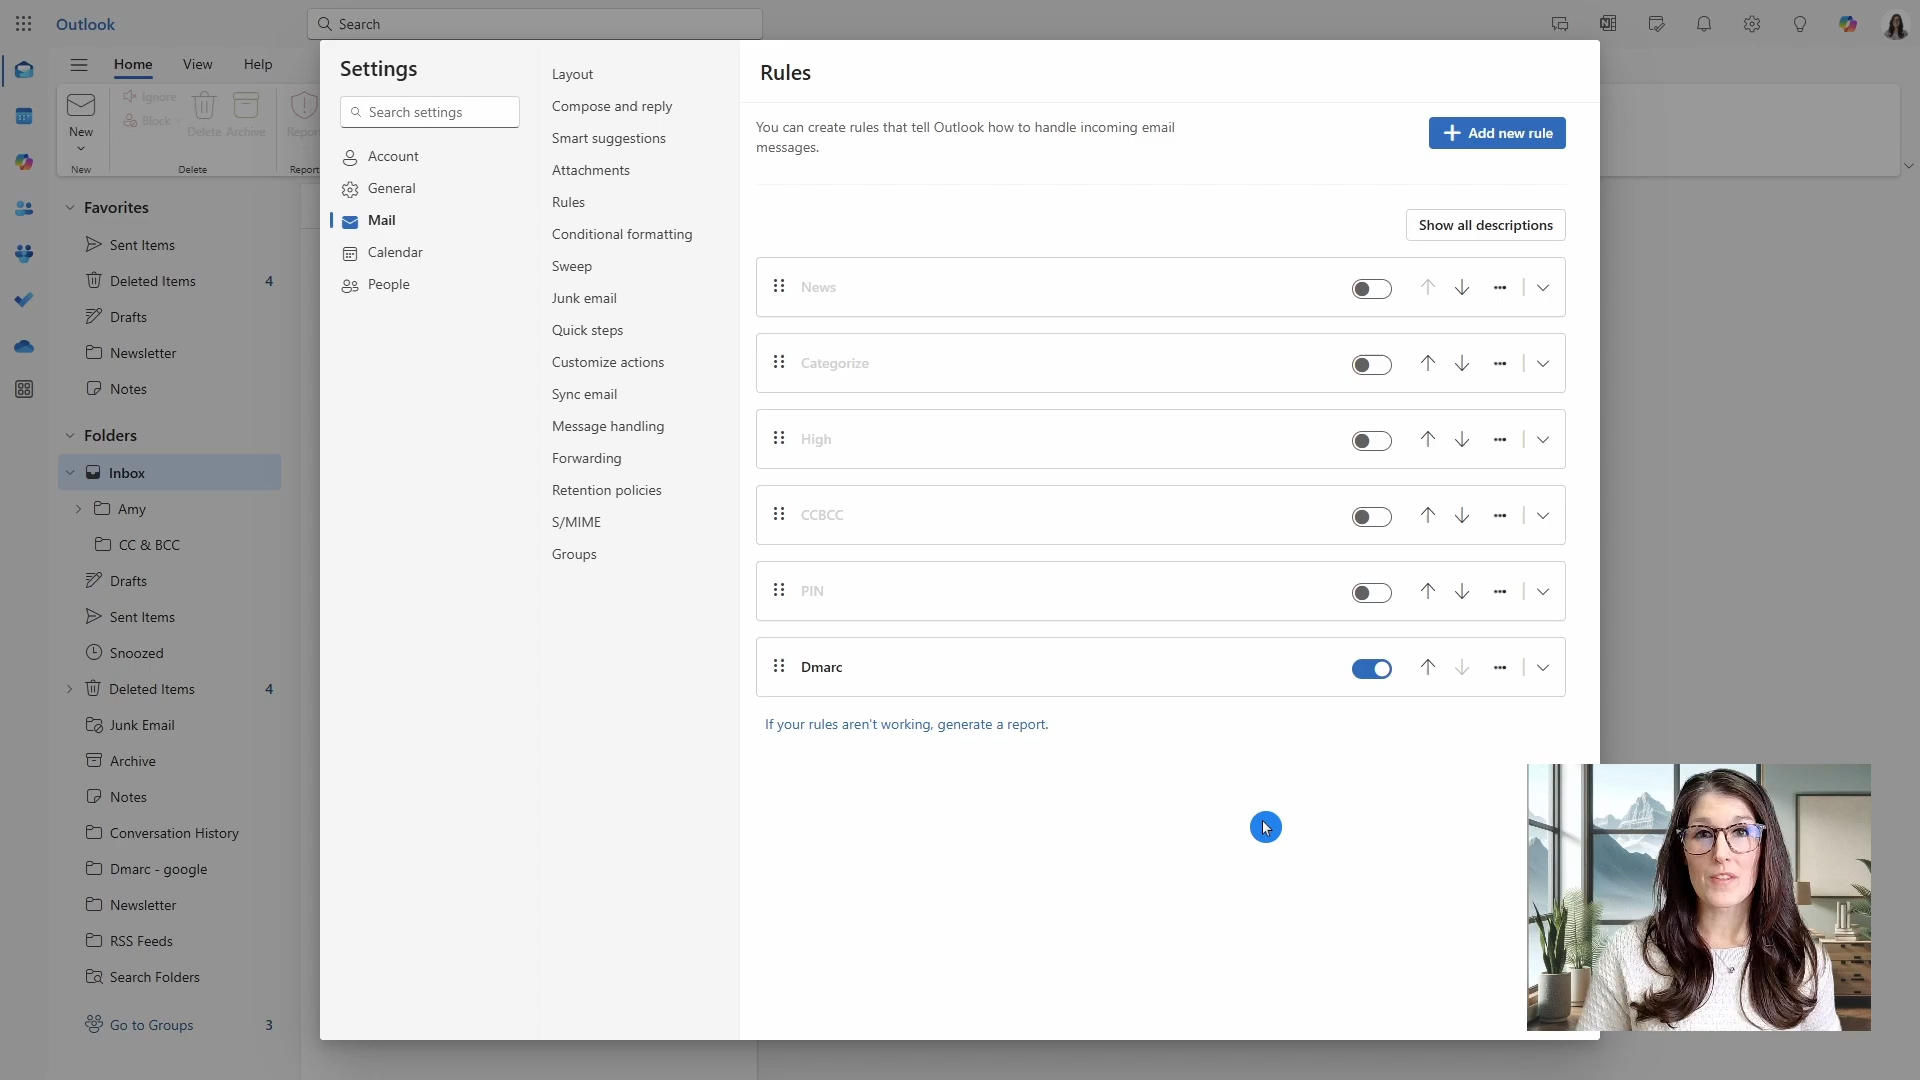 Outlook
Search
Home
View
Help
New
Ignore
Block
Delete
Archive
Report
New
Delete
Report
Favorites
Sent Items
Deleted Items 4
Drafts
Newsletter
Notes
Folders
Inbox
Amy
CC & BCC
Drafts
Sent Items
Snoozed
Deleted Items 4
Junk Email
Archive
Notes
Conversation History
Dmarc - google
Newsletter
RSS Feeds
Search Folders
Go to Groups 3
Settings
Search settings
Account
General
Mail
Calendar
People
Layout
Compose and reply
Smart suggestions
Attachments
Rules
Conditional formatting
Sweep
Junk email
Quick steps
Customize actions
Sync email
Message handling
Forwarding
Retention policies
S/MIME
Groups
Rules
You can create rules that tell Outlook how to handle incoming email
messages.
Add new rule
Show all descriptions
News
Categorize
High
CCBCC
PIN
Dmarc
If your rules aren't working, generate a report.